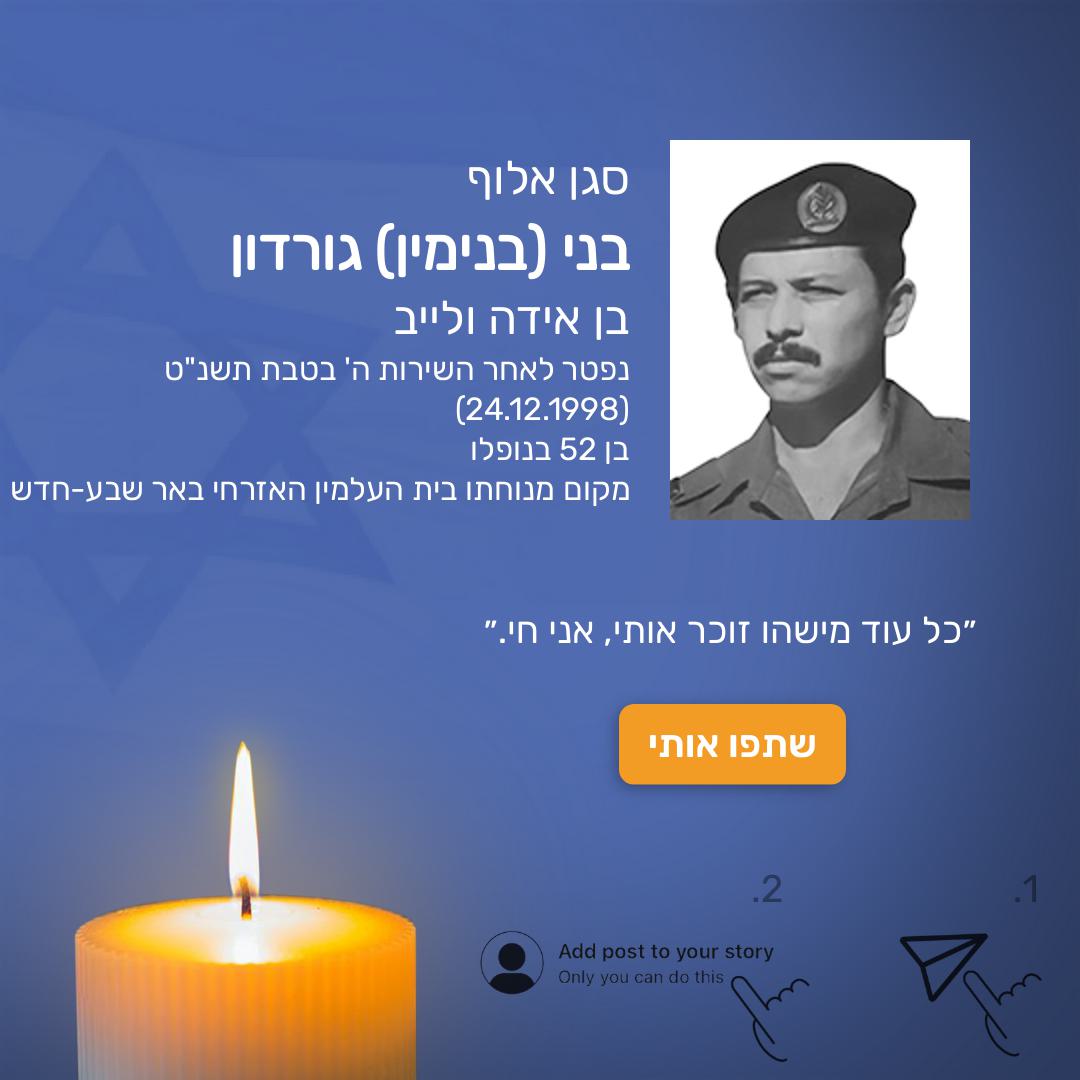 סגן אלוף
בני (בנימין) גורדון
בן אידה ולייב
נפטר לאחר השירות ה' בטבת תשנ"ט
(24.12.1998)
בן 52 בנופלו
מקום מנוחתו בית העלמין האזרחי באר שבע-חדש
״כל עוד מישהו זוכר אותי, אני חי.״
שתפו אותי
1.
2.
Add post to your story
Only you can do this